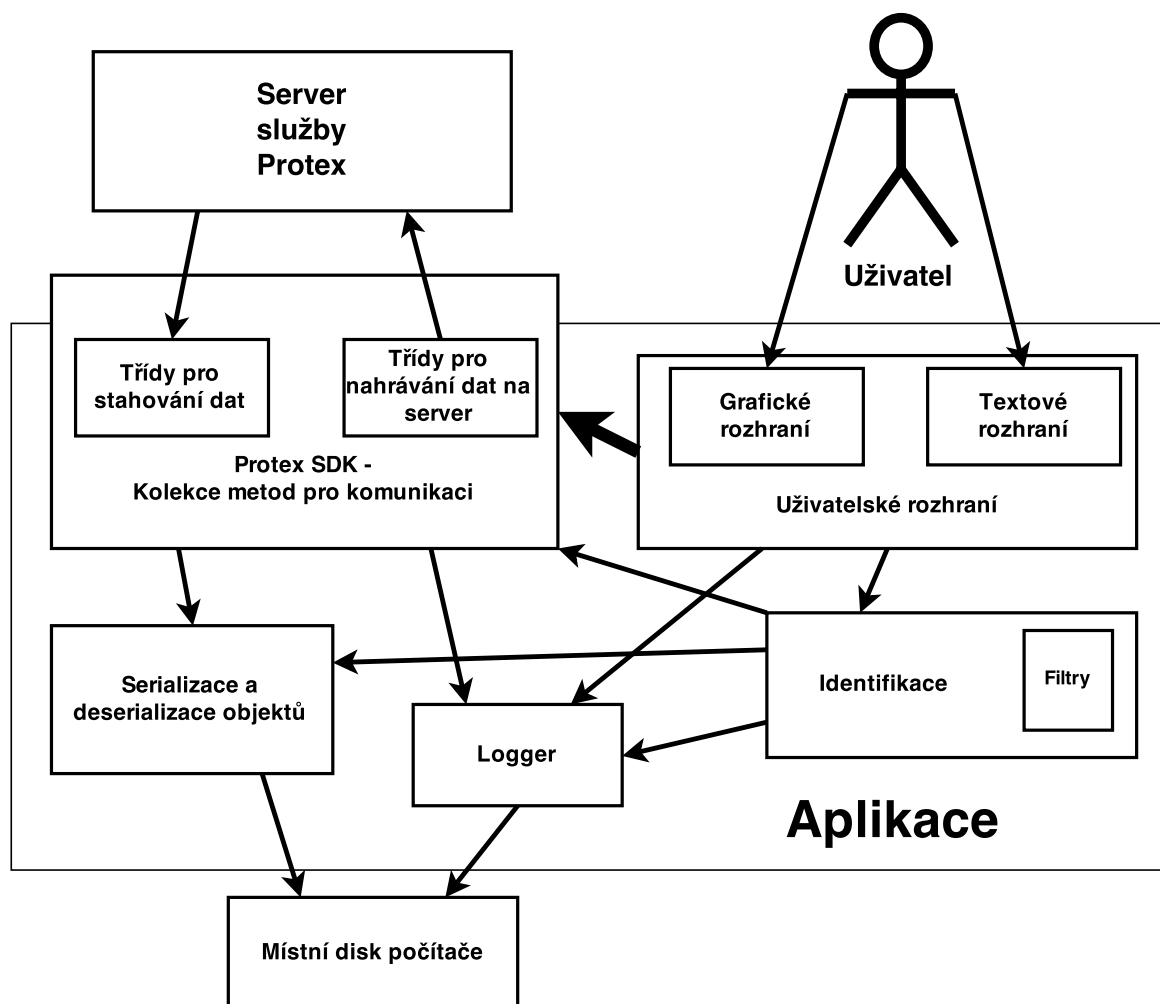 Server
služby
Protex
Uživatel
Třídy pro
stahování dat
Třídy pro
nahrávání dat na
server
Protex SDK -
Kolekce metod pro komunikaci
Grafické
rozhraní
Textové
rozhraní
Uživatelské rozhraní
Serializace a
deserializace objektů
Logger
Identifikace
Filtry
Aplikace
Místní disk počítače